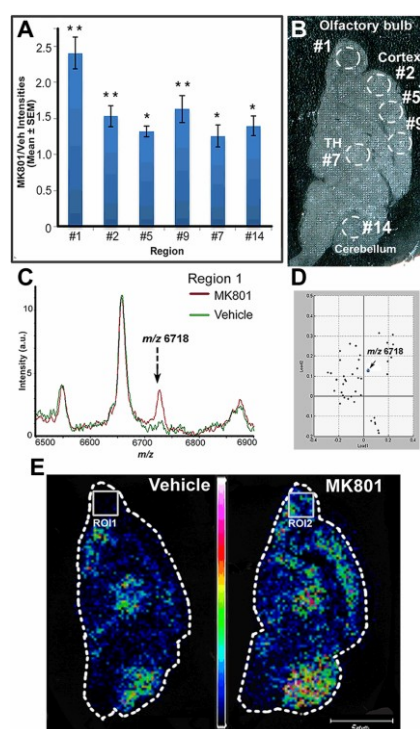 A
MK801/Veh Intensities
(Mean ± SEM)
3.0
2.5
2.0
1.5
1.0
0.5
0
**
**
*
**
*
*
#1 #2 #5 #9 #7 #14
Region
B
Olfactory bulb
#1
Cortex
#2
#5
#9
TH
#7
#14
Cerebellum
C
Region 1
MK801
Vehicle
m/z 6718
Intensity (a.u.)
10
5
0
6500 6600 6700 6800 6900
m/z
D
m/z 6718
E
Vehicle
MK801
ROI1
ROI2